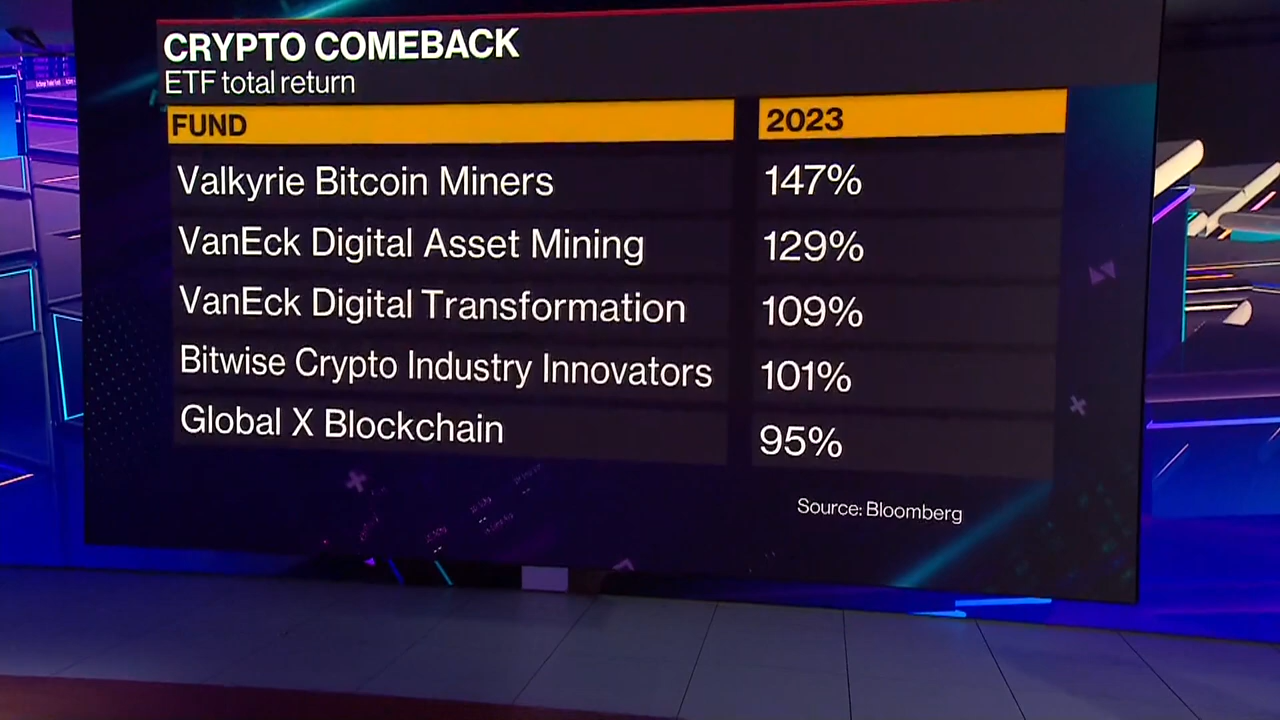 CRYPTO COMEBACK
ETF total return
FUND 2023
Valkyrie Bitcoin Miners 147%
VanEck Digital Asset Mining 129%
VanEck Digital Transformation 109%
Bitwise Crypto Industry Innovators 101%
Global X Blockchain 95%
Source: Bloomberg